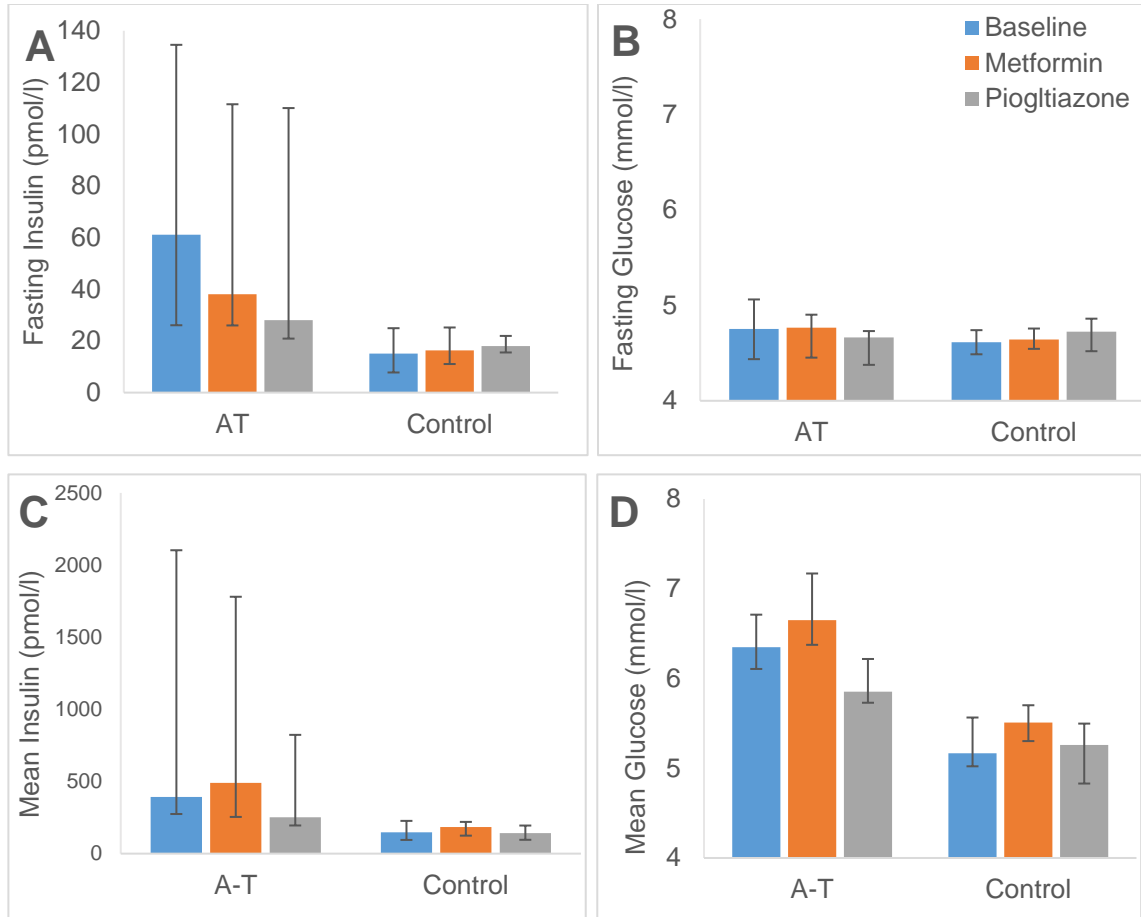 A
Fasting Insulin (pmol/l)
140
120
100
80
60
40
20
0
AT
Control
B
Fasting Glucose (mmol/l)
8
7
6
5
4
AT
Control
Baseline
Metformin
Piogltiazone
C
Mean Insulin (pmol/l)
2500
2000
1500
1000
500
0
A-T
Control
D
Mean Glucose (mmol/l)
8
7
6
5
4
A-T
Control